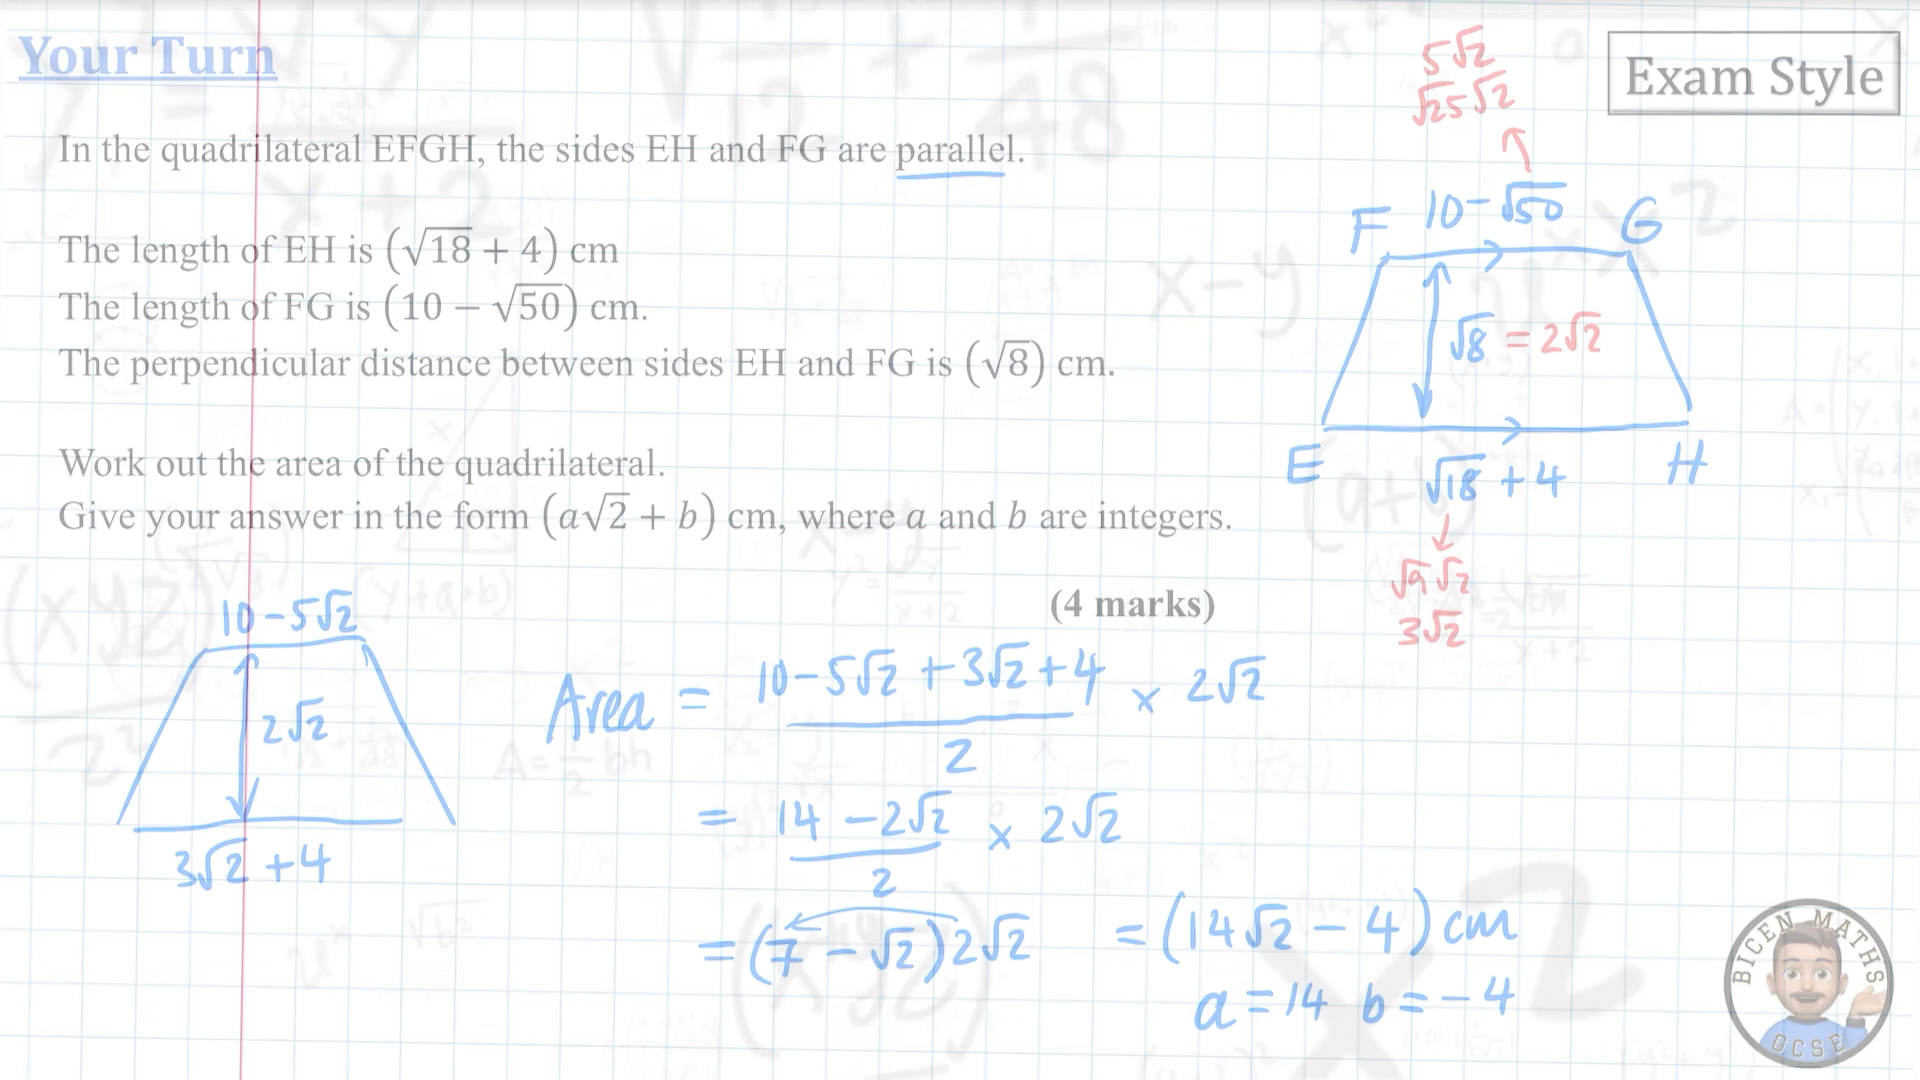 Your Turn
Exam Style
In the quadrilateral EFGH, the sides EH and FG are parallel.
The length of EH is (√18 + 4) cm
The length of FG is (10 − √50) cm.
The perpendicular distance between sides EH and FG is (√8) cm.
Work out the area of the quadrilateral.
Give your answer in the form (a√2 + b) cm, where a and b are integers.
(4 marks)
5√2
√25√2
F 10-√50 G
√8 = 2√2
E √18 + 4 H
√9√2
3√2
10-5√2
2√2
3√2 +4
Area = 10-5√2 +3√2+4 × 2√2
2
= 14 -2√2 × 2√2
2
= (7 - √2)2√2 = (14√2 - 4) cm
a = 14 b = -4
BICEN MATHS
GCSE